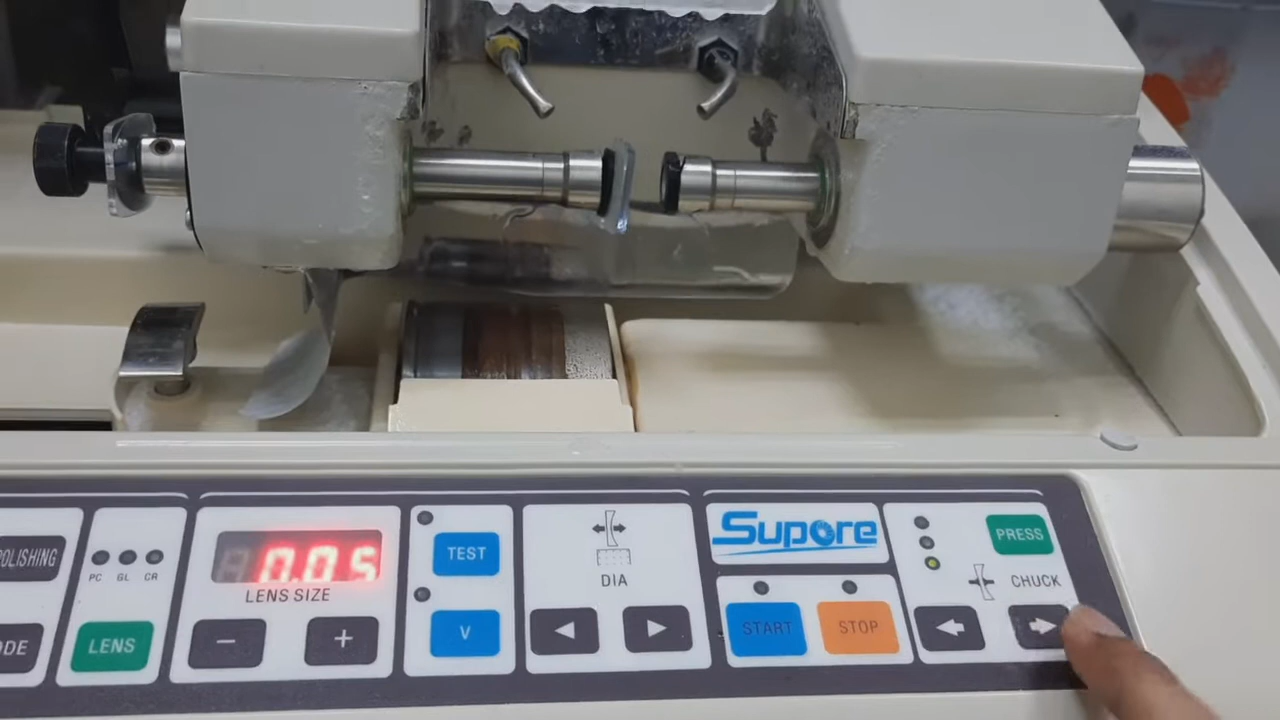 POLISHING
PC GL CR
ODE
LENS
0.05
LENS SIZE
- +
TEST
V
DIA
Supore
START
STOP
PRESS
CHUCK